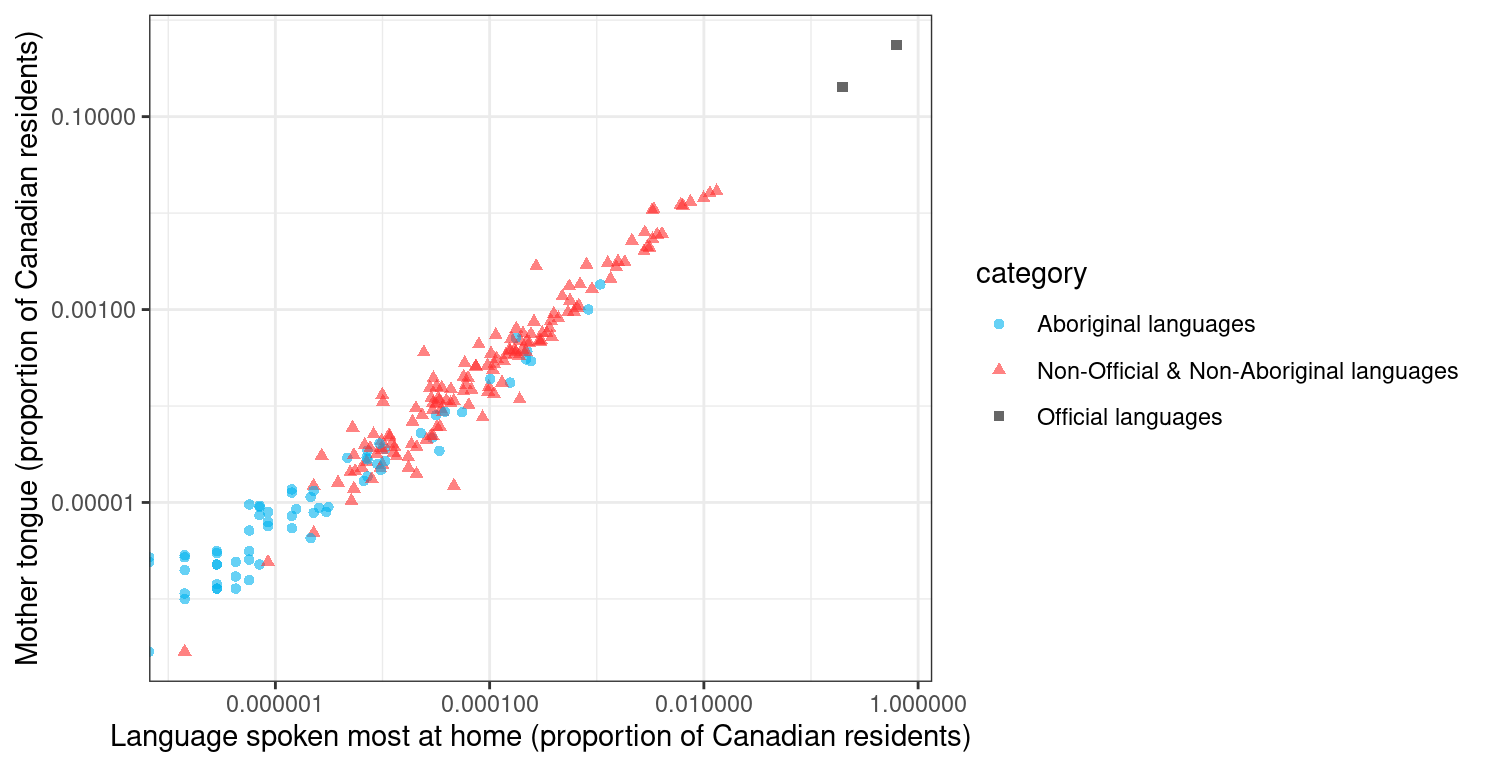 Mother tongue (proportion of Canadian residents)
0.10000
0.00100
0.00001
0.000001
0.000100
0.010000
1.000000
Language spoken most at home (proportion of Canadian residents)
category
Aboriginal languages
Non-Official & Non-Aboriginal languages
Official languages